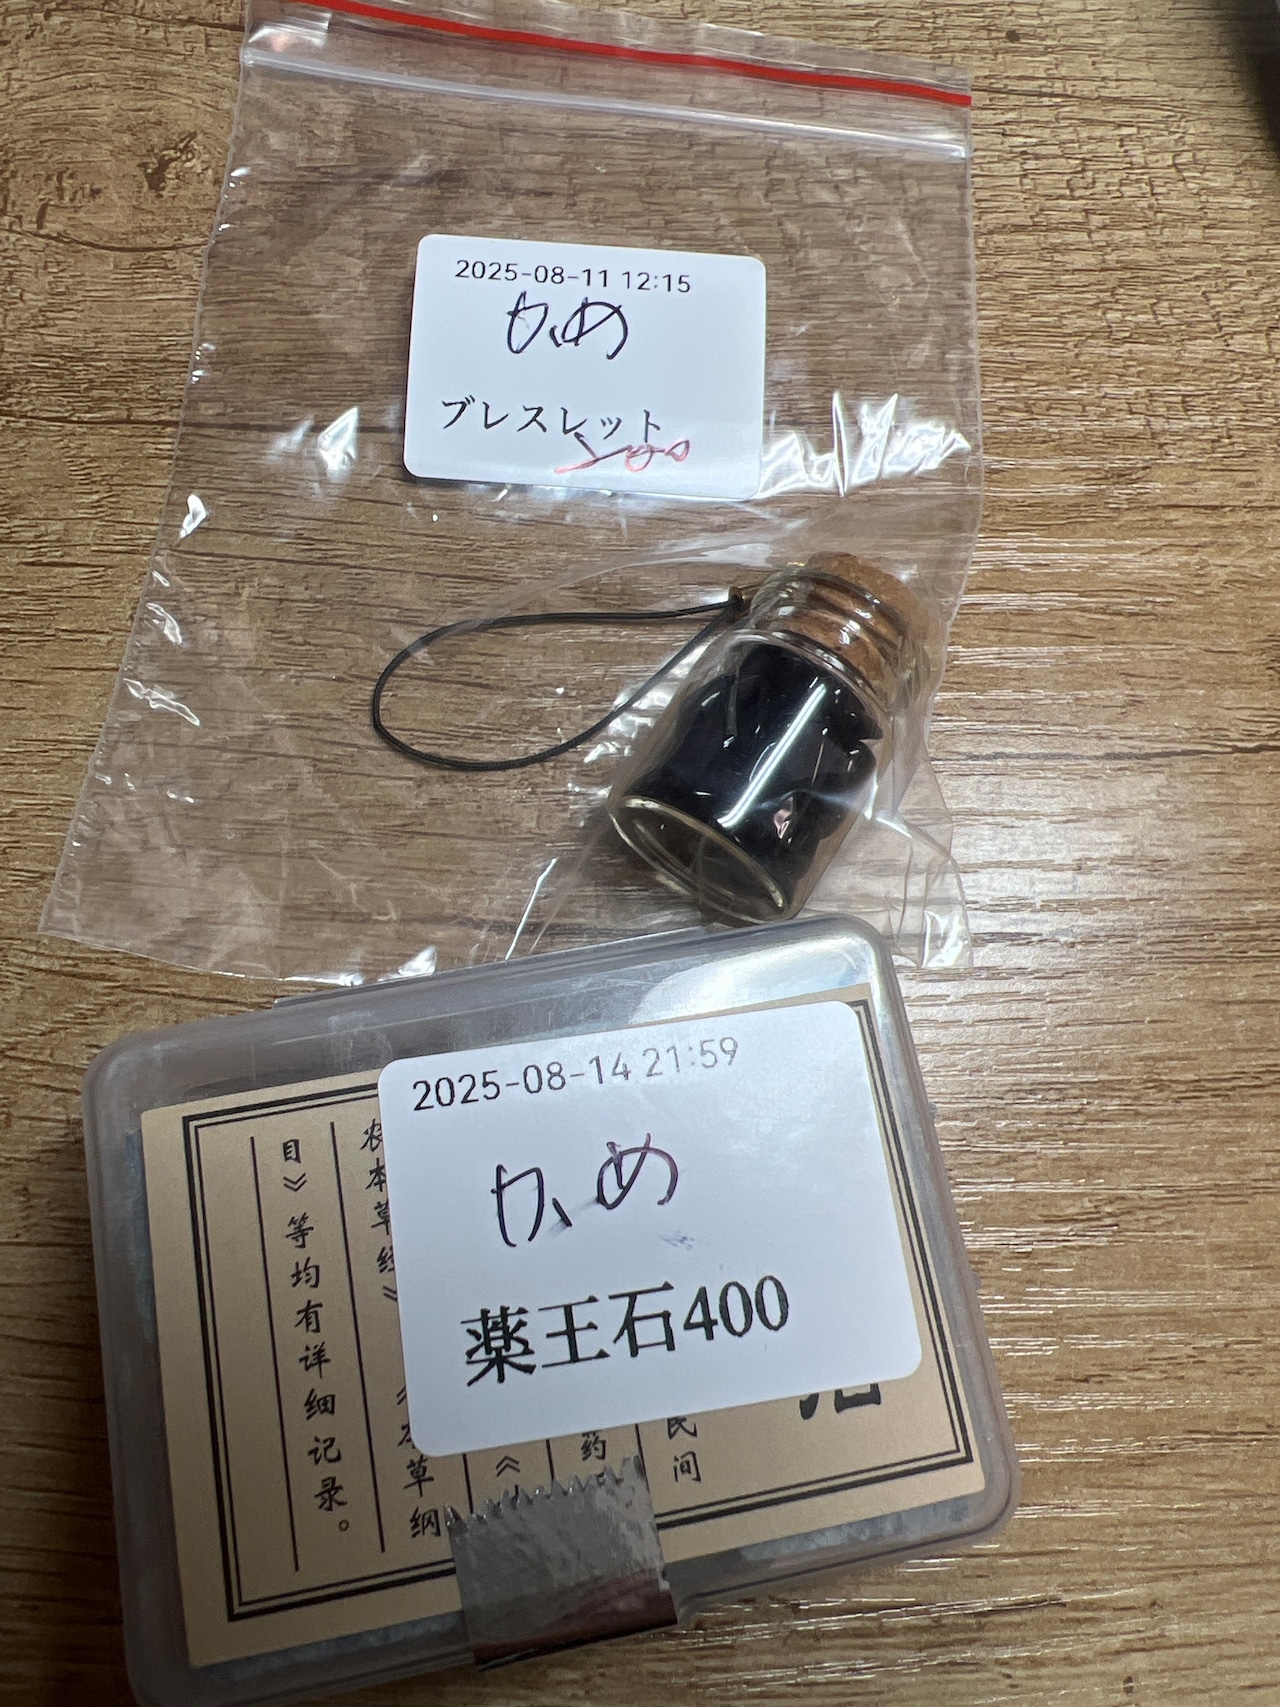 2025-08-11 12:15
かめ
ブレスレット
2025-08-14 21:59
かめ
薬王石400
民间
药
《
农本草经》
《本草纲
目》等均有详细记录。